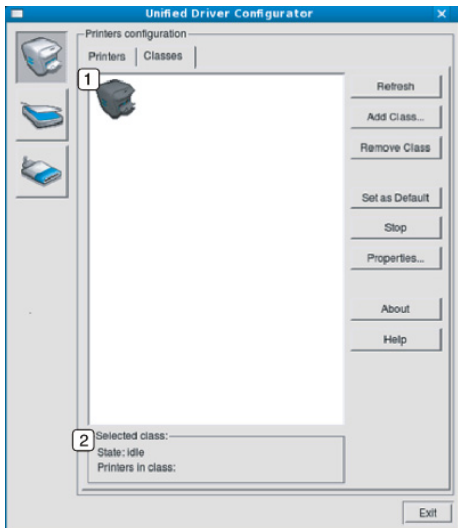 Unified Driver Configurator
Printers configuration
Printers
Classes
1
Refresh
Add Class...
Remove Class
Set as Default
Stop
Properties...
About
Help
2
Selected class:
State: idle
Printers in class:
Exit